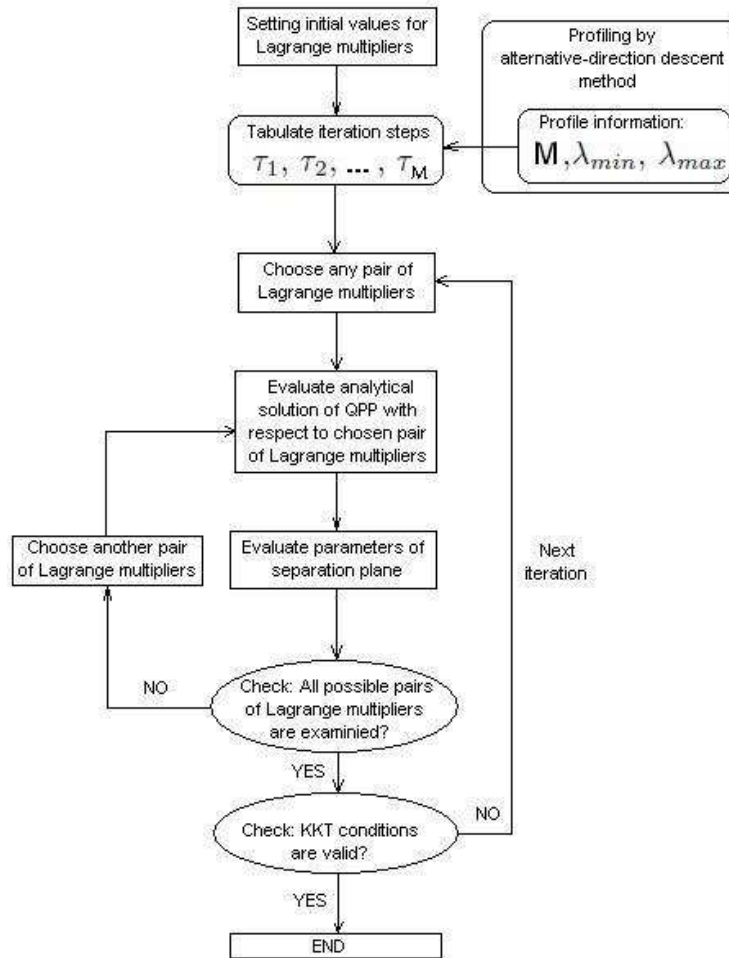 Setting initial values for
Lagrange multipliers
Profiling by
alternative-direction descent
method
Tabulate iteration steps
τ₁, τ₂, ... , τ_M
Profile information:
M ,λ_min, λ_max
Choose any pair of
Lagrange multipliers
Evaluate analytical
solution of QPP with
respect to chosen pair
of Lagrange multipliers
Choose another pair
of Lagrange multipliers
Evaluate parameters of
separation plane
Next
iteration
NO
Check: All possible pairs
of Lagrange multipliers
are examinied?
YES
NO
Check: KKT conditions
are valid?
YES
END